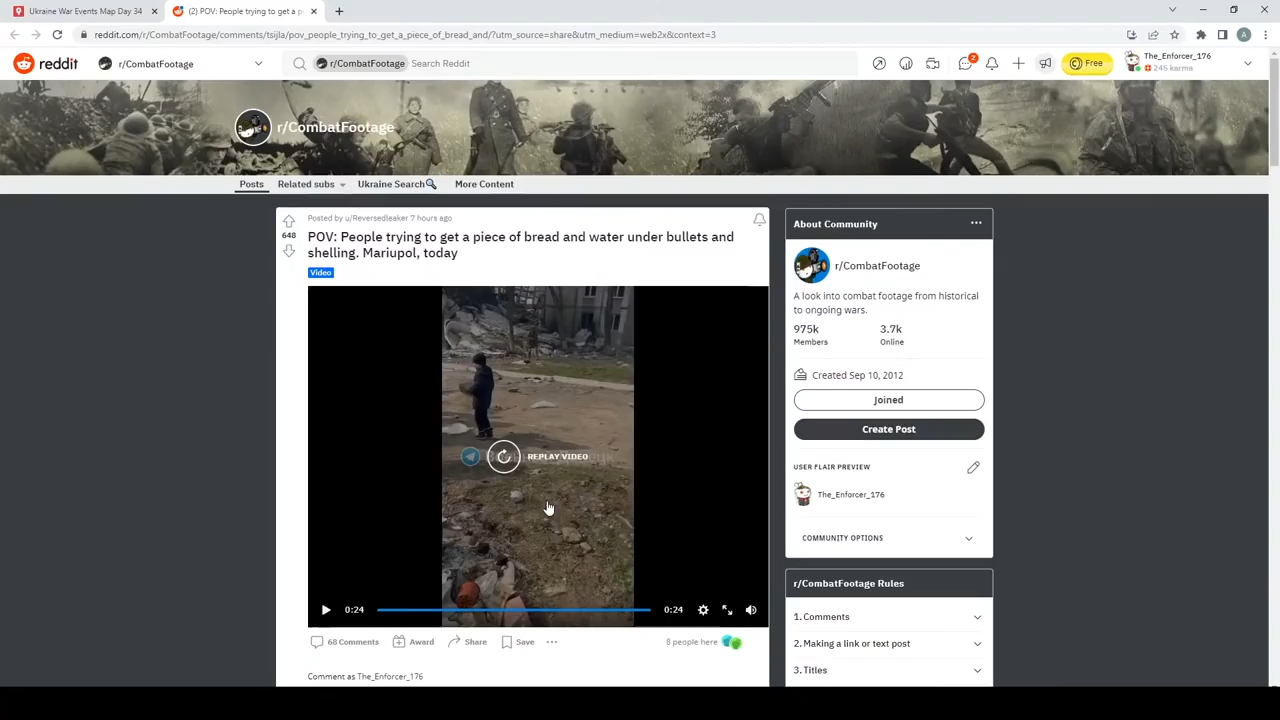 Ukraine War Events Map Day 34
(2) POV: People trying to get a p
reddit.com/r/CombatFootage/comments/tsijla/pov_people_trying_to_get_a_piece_of_bread_and/?utm_source=share&utm_medium=web2x&context=3
A
reddit
r/CombatFootage
r/CombatFootage
Search Reddit
2
Free
The_Enforcer_176
245 karma
r/CombatFootage
Posts
Related subs
Ukraine Search
More Content
648
Posted by u/Reversedleaker 7 hours ago
POV: People trying to get a piece of bread and water under bullets and
shelling. Mariupol, today
Video
REPLAY VIDEO
0:24
0:24
68 Comments
Award
Share
Save
8 people here
Comment as The_Enforcer_176
About Community
r/CombatFootage
A look into combat footage from historical
to ongoing wars.
975k
3.7k
Members
Online
Created Sep 10, 2012
Joined
Create Post
USER FLAIR PREVIEW
The_Enforcer_176
COMMUNITY OPTIONS
r/CombatFootage Rules
1. Comments
2. Making a link or text post
3. Titles